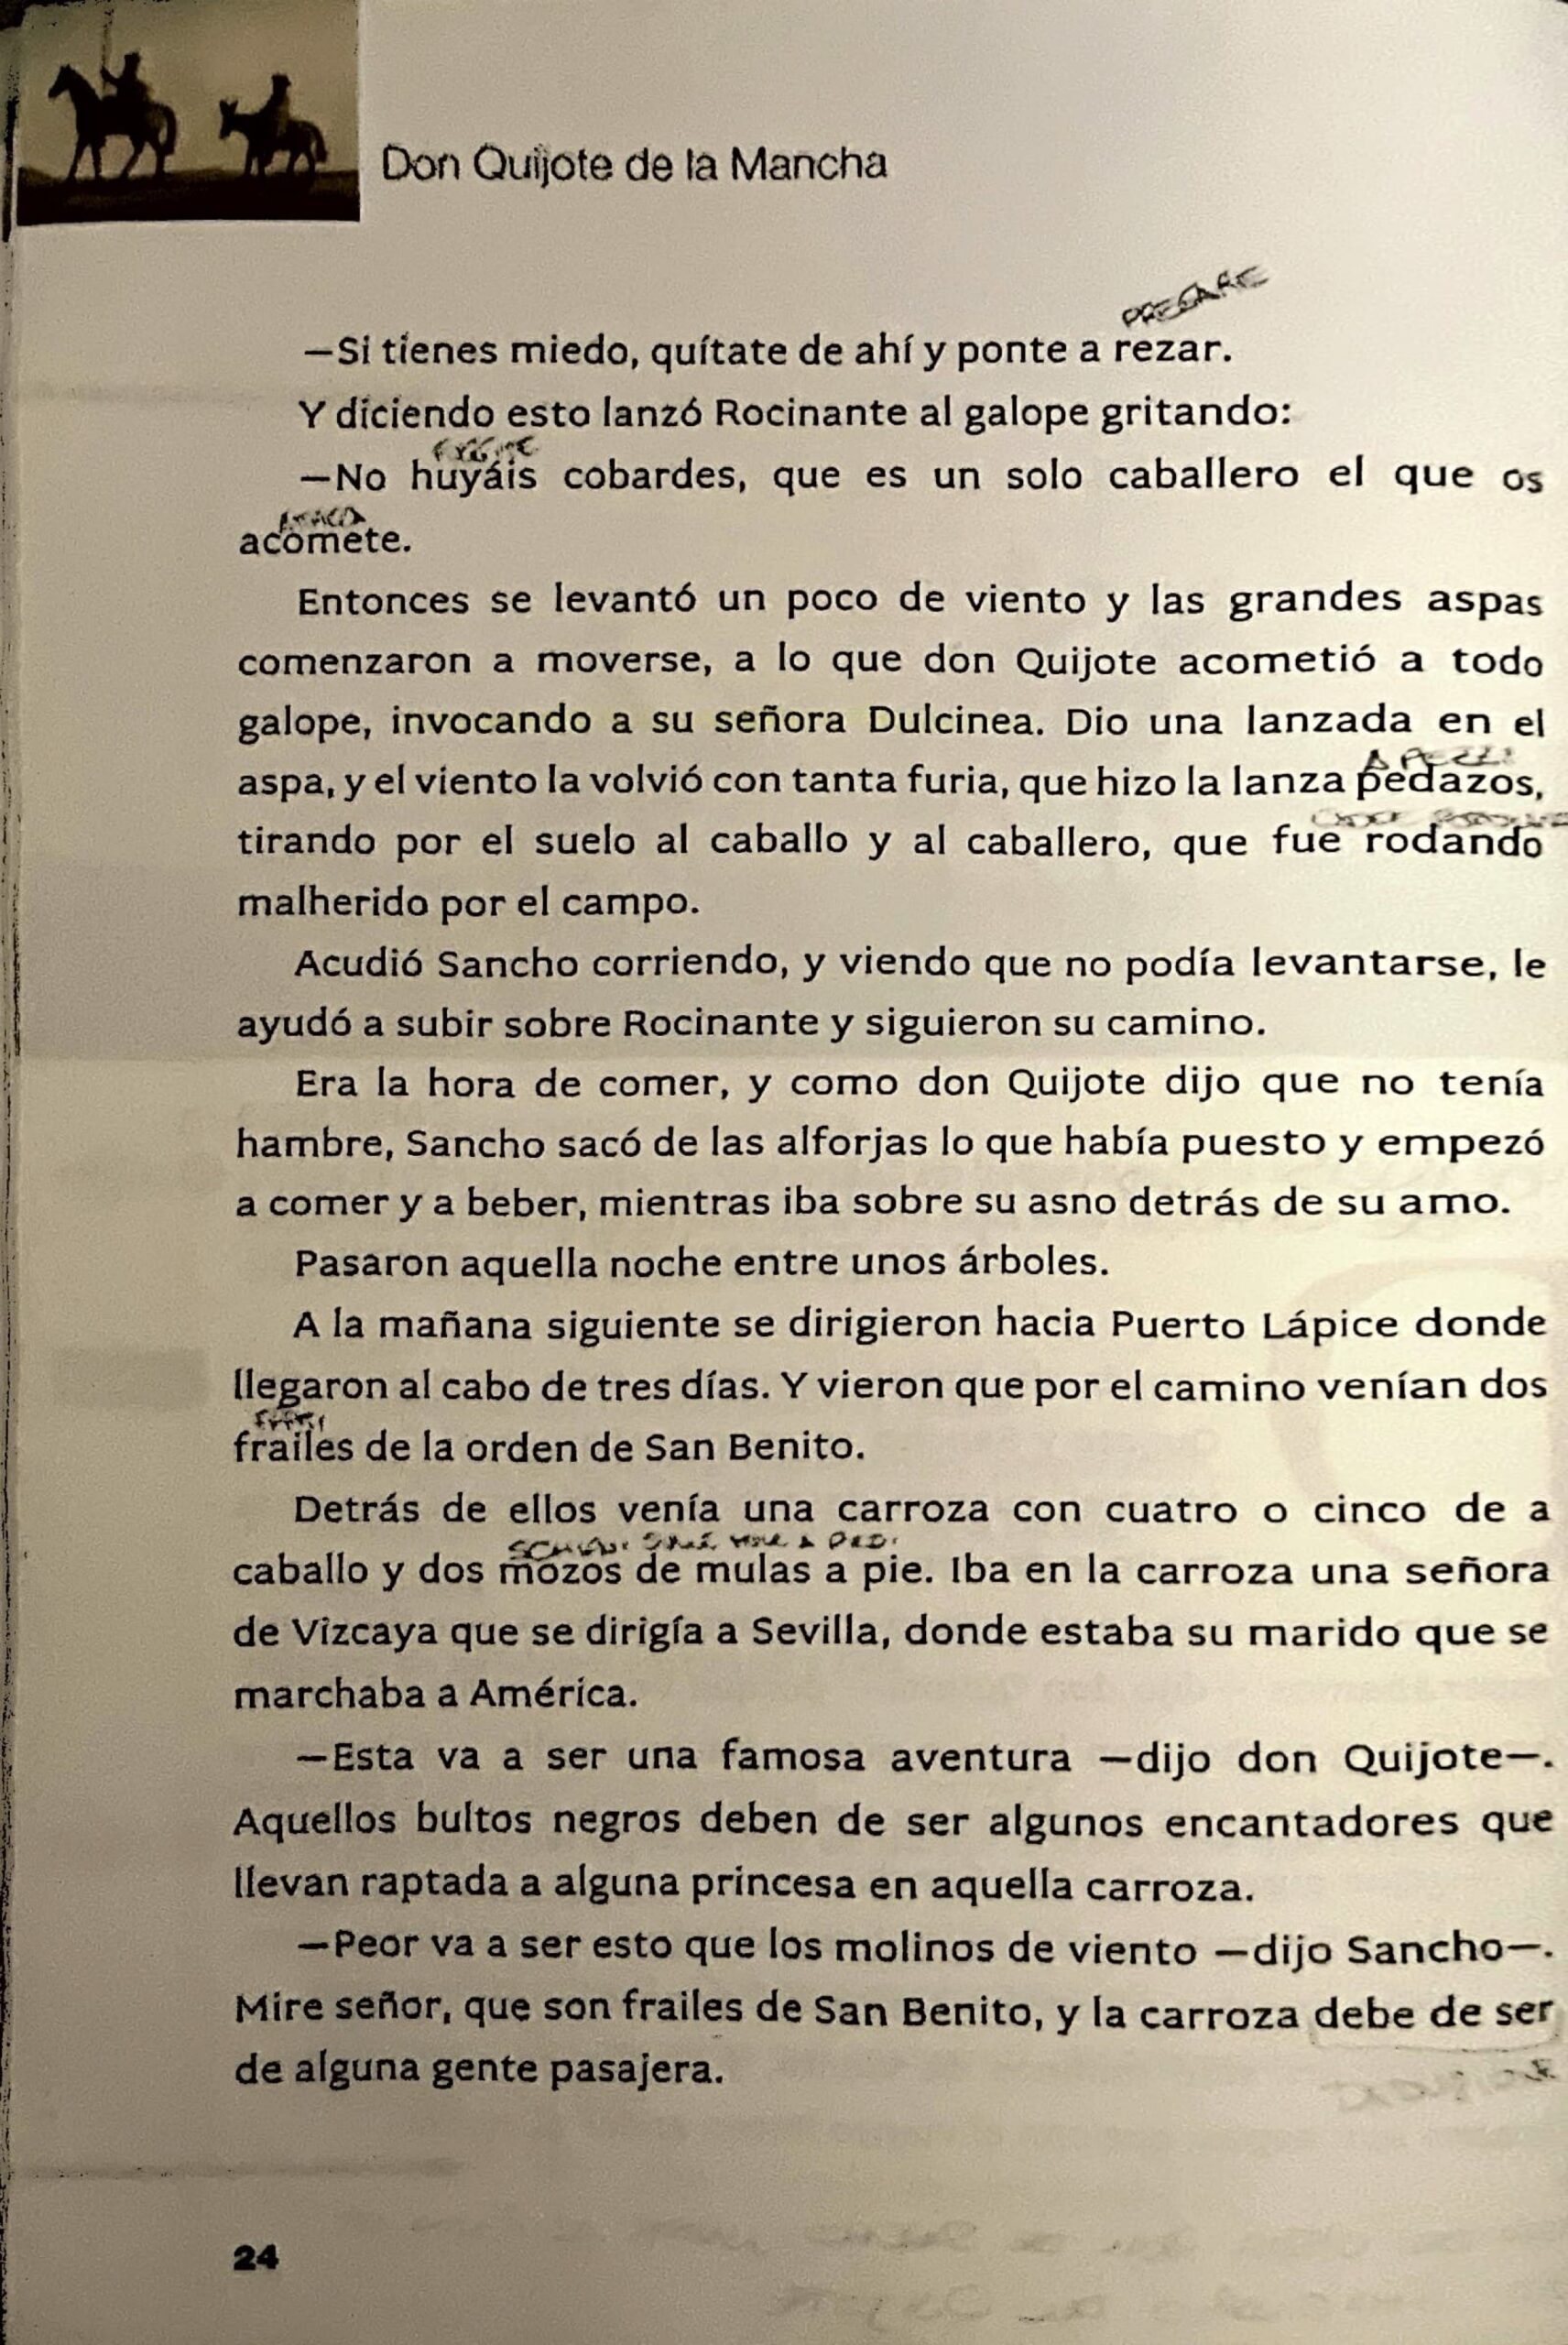 Don Quijote de la Mancha
PREGARE
—Si tienes miedo, quítate de ahí y ponte a rezar.
Y diciendo esto lanzó Rocinante al galope gritando:
—No huyáis cobardes, que es un solo caballero el que os
acomete.
Entonces se levantó un poco de viento y las grandes aspas
comenzaron a moverse, a lo que don Quijote acometió a todo
galope, invocando a su señora Dulcinea. Dio una lanzada en el
aspa, y el viento la volvió con tanta furia, que hizo la lanza pedazos,
tirando por el suelo al caballo y al caballero, que fue rodando
malherido por el campo.
Acudió Sancho corriendo, y viendo que no podía levantarse, le
ayudó a subir sobre Rocinante y siguieron su camino.
Era la hora de comer, y como don Quijote dijo que no tenía
hambre, Sancho sacó de las alforjas lo que había puesto y empezó
a comer y a beber, mientras iba sobre su asno detrás de su amo.
Pasaron aquella noche entre unos árboles.
A la mañana siguiente se dirigieron hacia Puerto Lápice donde
llegaron al cabo de tres días. Y vieron que por el camino venían dos
frailes de la orden de San Benito.
Detrás de ellos venía una carroza con cuatro o cinco de a
caballo y dos mozos de mulas a pie. Iba en la carroza una señora
de Vizcaya que se dirigía a Sevilla, donde estaba su marido que se
marchaba a América.
—Esta va a ser una famosa aventura —dijo don Quijote—.
Aquellos bultos negros deben de ser algunos encantadores que
llevan raptada a alguna princesa en aquella carroza.
—Peor va a ser esto que los molinos de viento —dijo Sancho—.
Mire señor, que son frailes de San Benito, y la carroza debe de ser
de alguna gente pasajera.
24